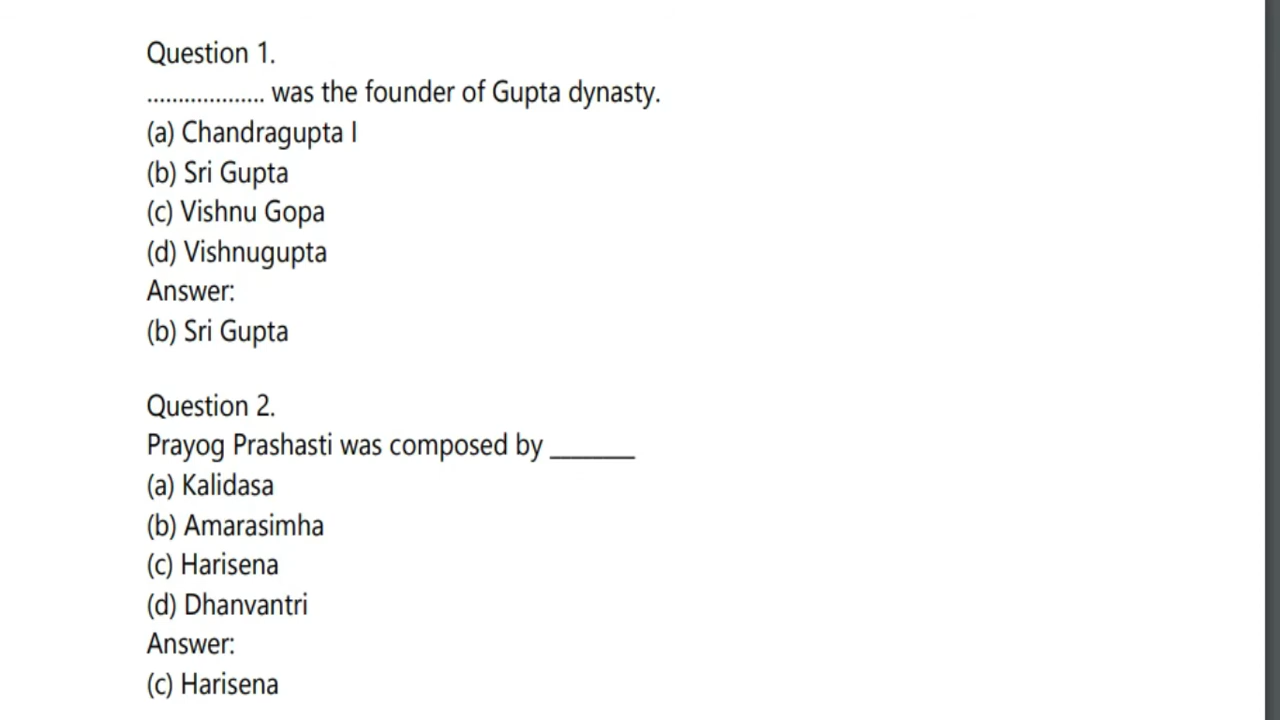 Question 1.
................... was the founder of Gupta dynasty.
(a) Chandragupta I
(b) Sri Gupta
(c) Vishnu Gopa
(d) Vishnugupta
Answer:
(b) Sri Gupta
Question 2.
Prayog Prashasti was composed by _______
(a) Kalidasa
(b) Amarasimha
(c) Harisena
(d) Dhanvantri
Answer:
(c) Harisena